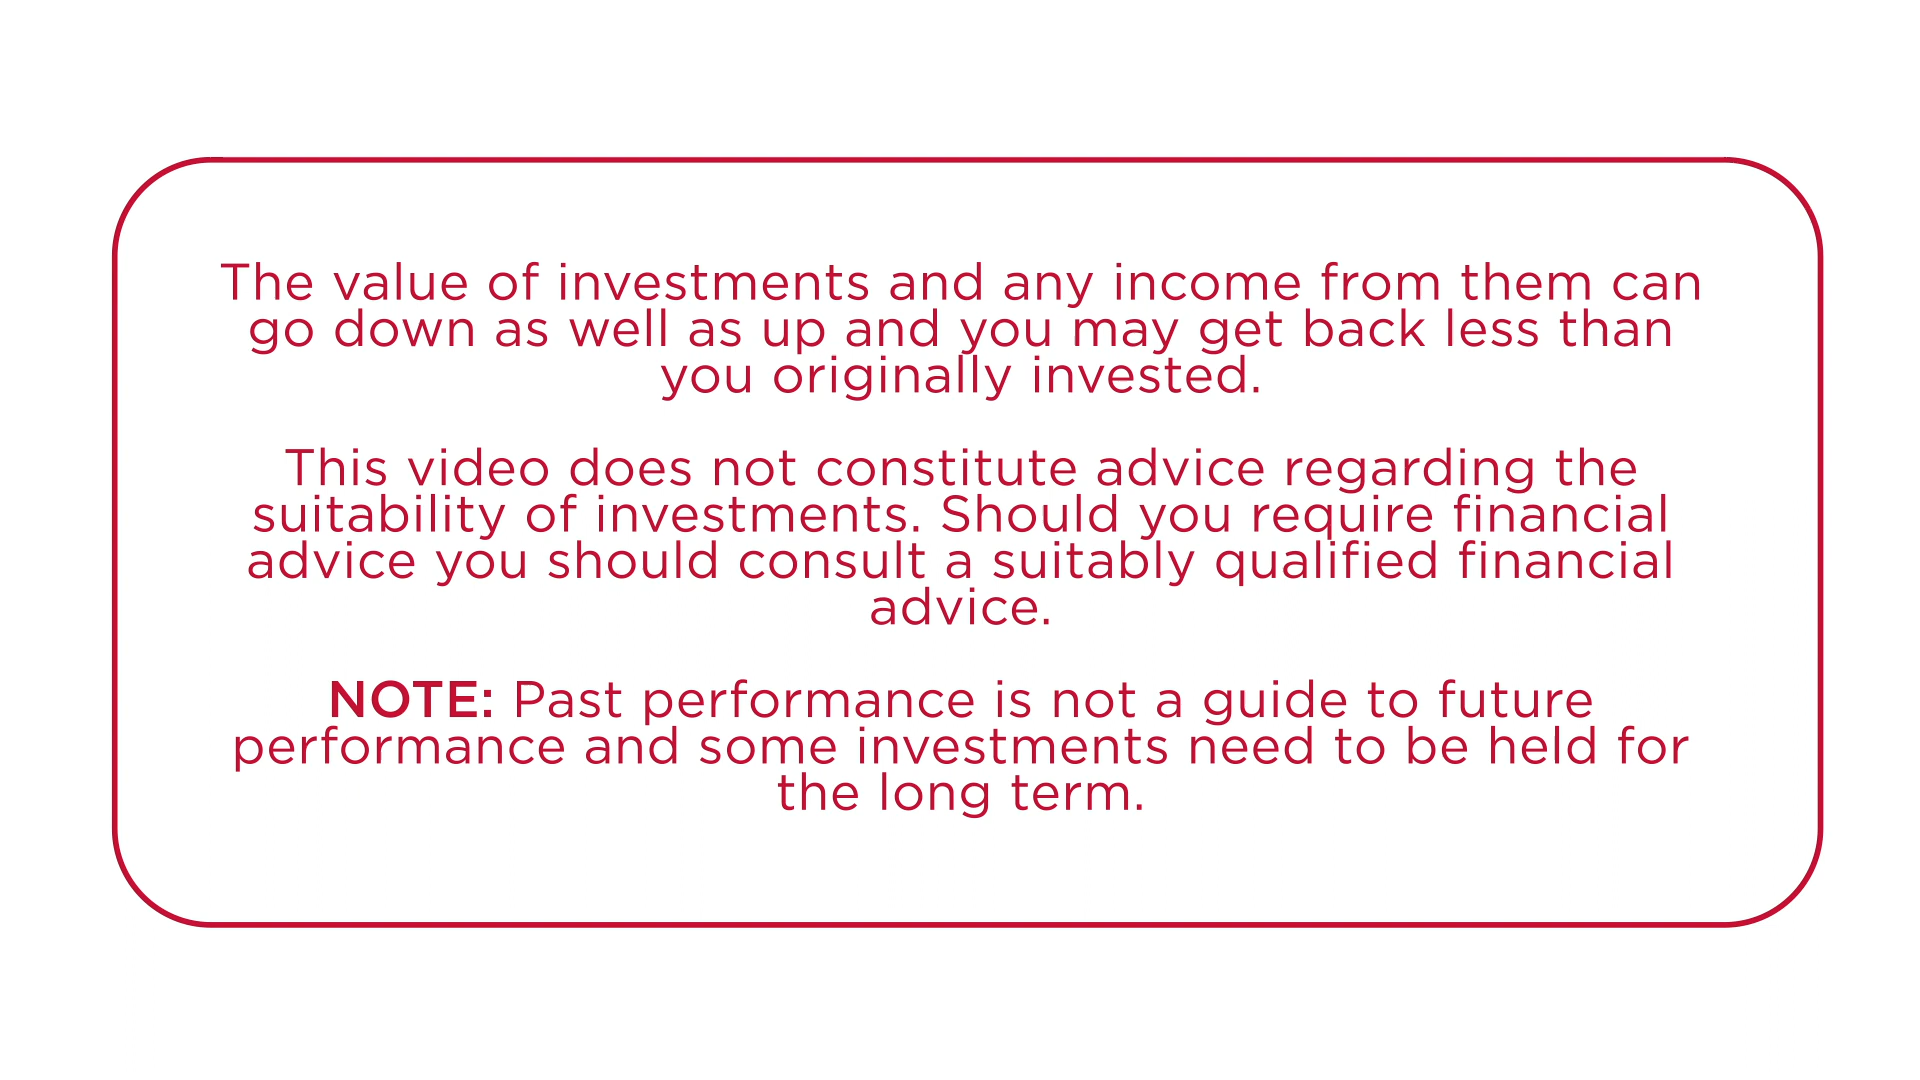 The value of investments and any income from them can
go down as well as up and you may get back less than
you originally invested.
This video does not constitute advice regarding the
suitability of investments. Should you require financial
advice you should consult a suitably qualified financial
advice.
NOTE: Past performance is not a guide to future
performance and some investments need to be held for
the long term.